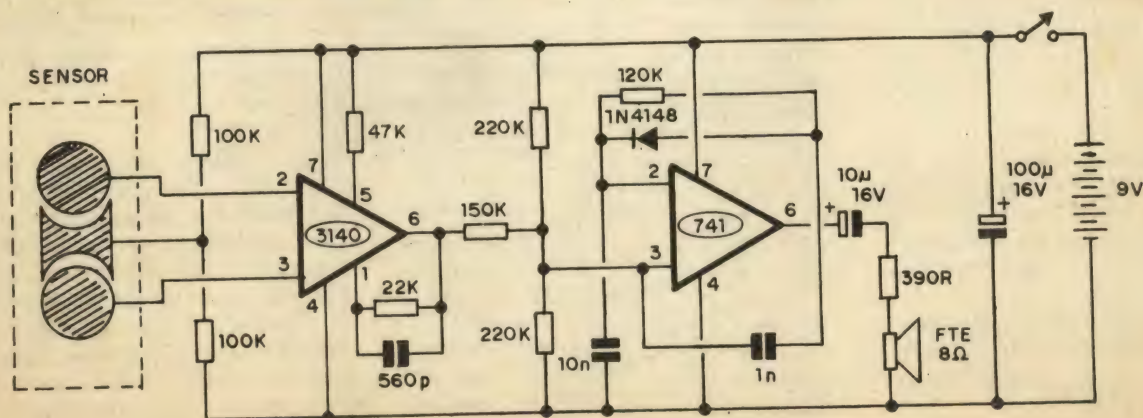 SENSOR
100K
100K
2
3
7
4
5
1
6
3140
47K
22K
560p
150K
220K
220K
120K
1N4148
2
3
7
4
6
741
10n
1n
10µ
16V
+
390R
FTE
8Ω
100µ
16V
+
9V